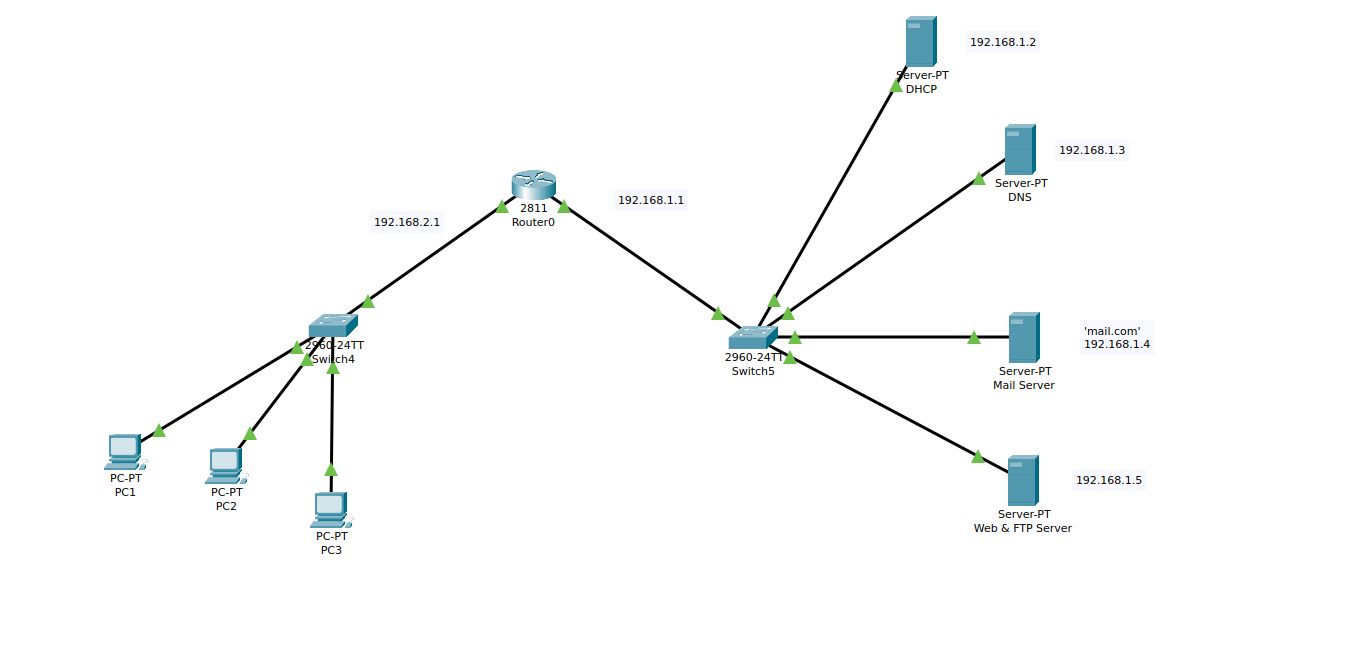 192.168.1.2
Server-PT
DHCP
192.168.1.3
Server-PT
DNS
2811
Router0
192.168.1.1
192.168.2.1
2960-24TT
Switch4
2960-24TT
Switch5
'mail.com'
192.168.1.4
Server-PT
Mail Server
PC-PT
PC1
PC-PT
PC2
PC-PT
PC3
192.168.1.5
Server-PT
Web & FTP Server